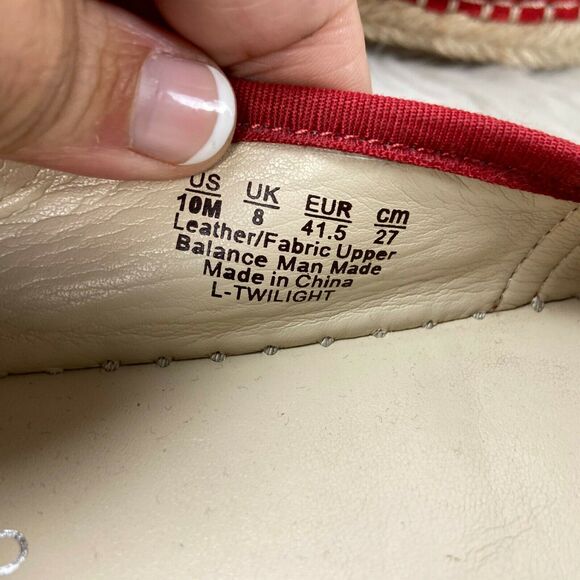 US UK EUR cm
10M 8 41.5 27
Leather/Fabric Upper
Balance Man Made
Made in China
L-TWILIGHT